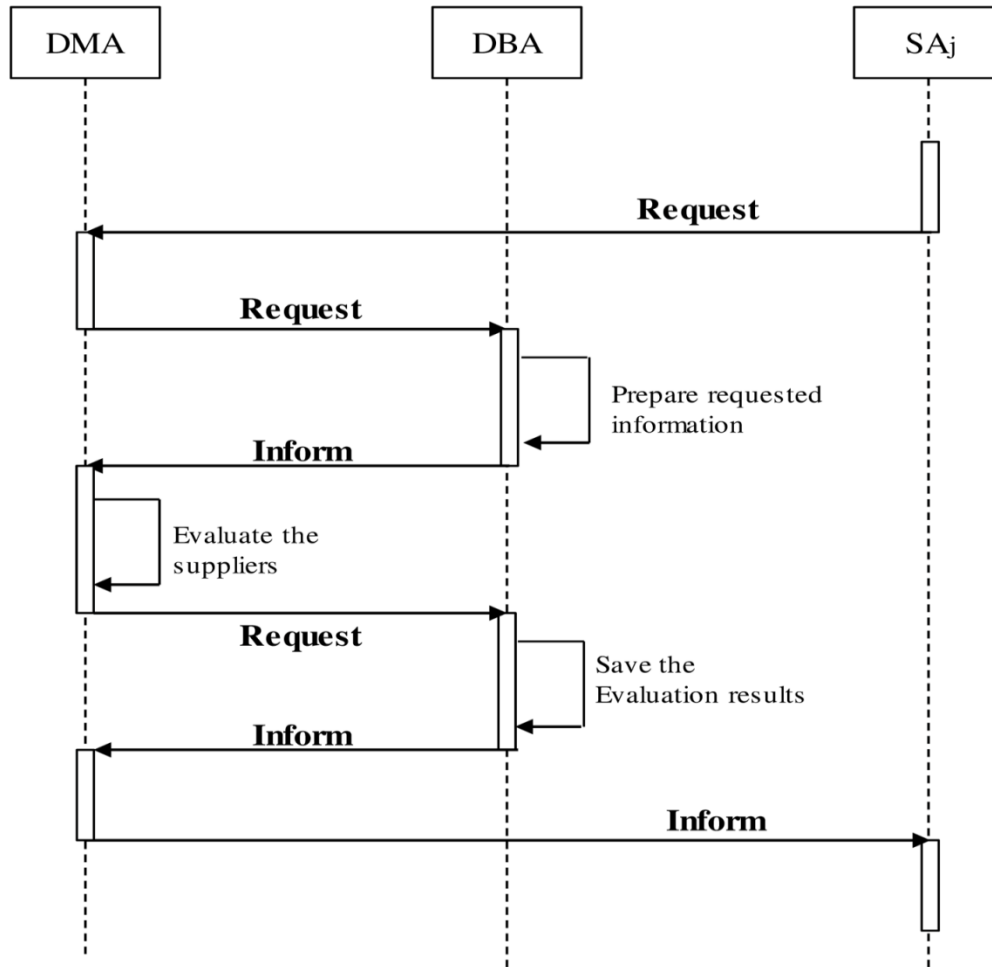 DMA
DBA
SAj
Request
Request
Prepare requested
information
Inform
Evaluate the
suppliers
Request
Save the
Evaluation results
Inform
Inform